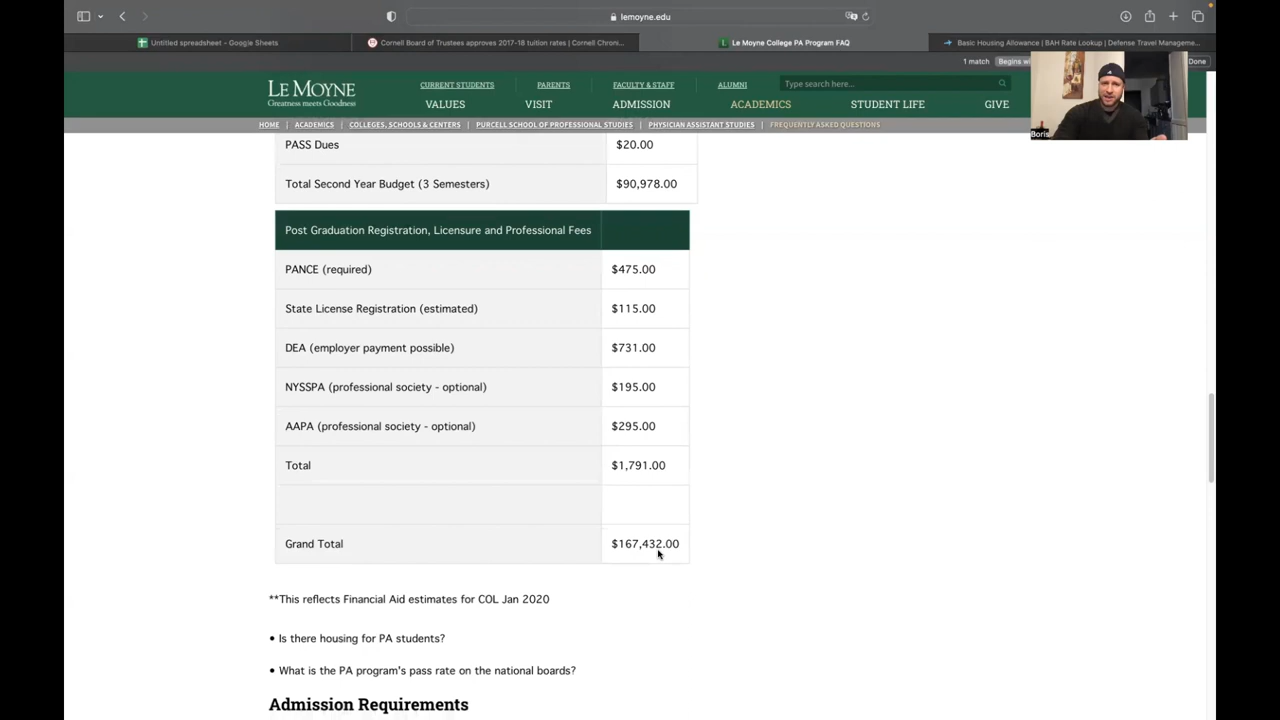 lemoyne.edu
Untitled spreadsheet - Google Sheets
Cornell Board of Trustees approves 2017-18 tuition rates | Cornell Chroni...
Le Moyne College PA Program FAQ
Basic Housing Allowance | BAH Rate Lookup | Defense Travel Manageme...
1 match
Begins wi
Done
LE MOYNE
Greatness meets Goodness
CURRENT STUDENTS
PARENTS
FACULTY & STAFF
ALUMNI
Type search here...
VALUES
VISIT
ADMISSION
ACADEMICS
STUDENT LIFE
GIVE
HOME | ACADEMICS | COLLEGES, SCHOOLS & CENTERS | PURCELL SCHOOL OF PROFESSIONAL STUDIES | PHYSICIAN ASSISTANT STUDIES | FREQUENTLY ASKED QUESTIONS
Boris
PASS Dues $20.00
Total Second Year Budget (3 Semesters) $90,978.00
Post Graduation Registration, Licensure and Professional Fees
PANCE (required) $475.00
State License Registration (estimated) $115.00
DEA (employer payment possible) $731.00
NYSSPA (professional society - optional) $195.00
AAPA (professional society - optional) $295.00
Total $1,791.00
Grand Total $167,432.00
**This reflects Financial Aid estimates for COL Jan 2020
• Is there housing for PA students?
• What is the PA program's pass rate on the national boards?
Admission Requirements